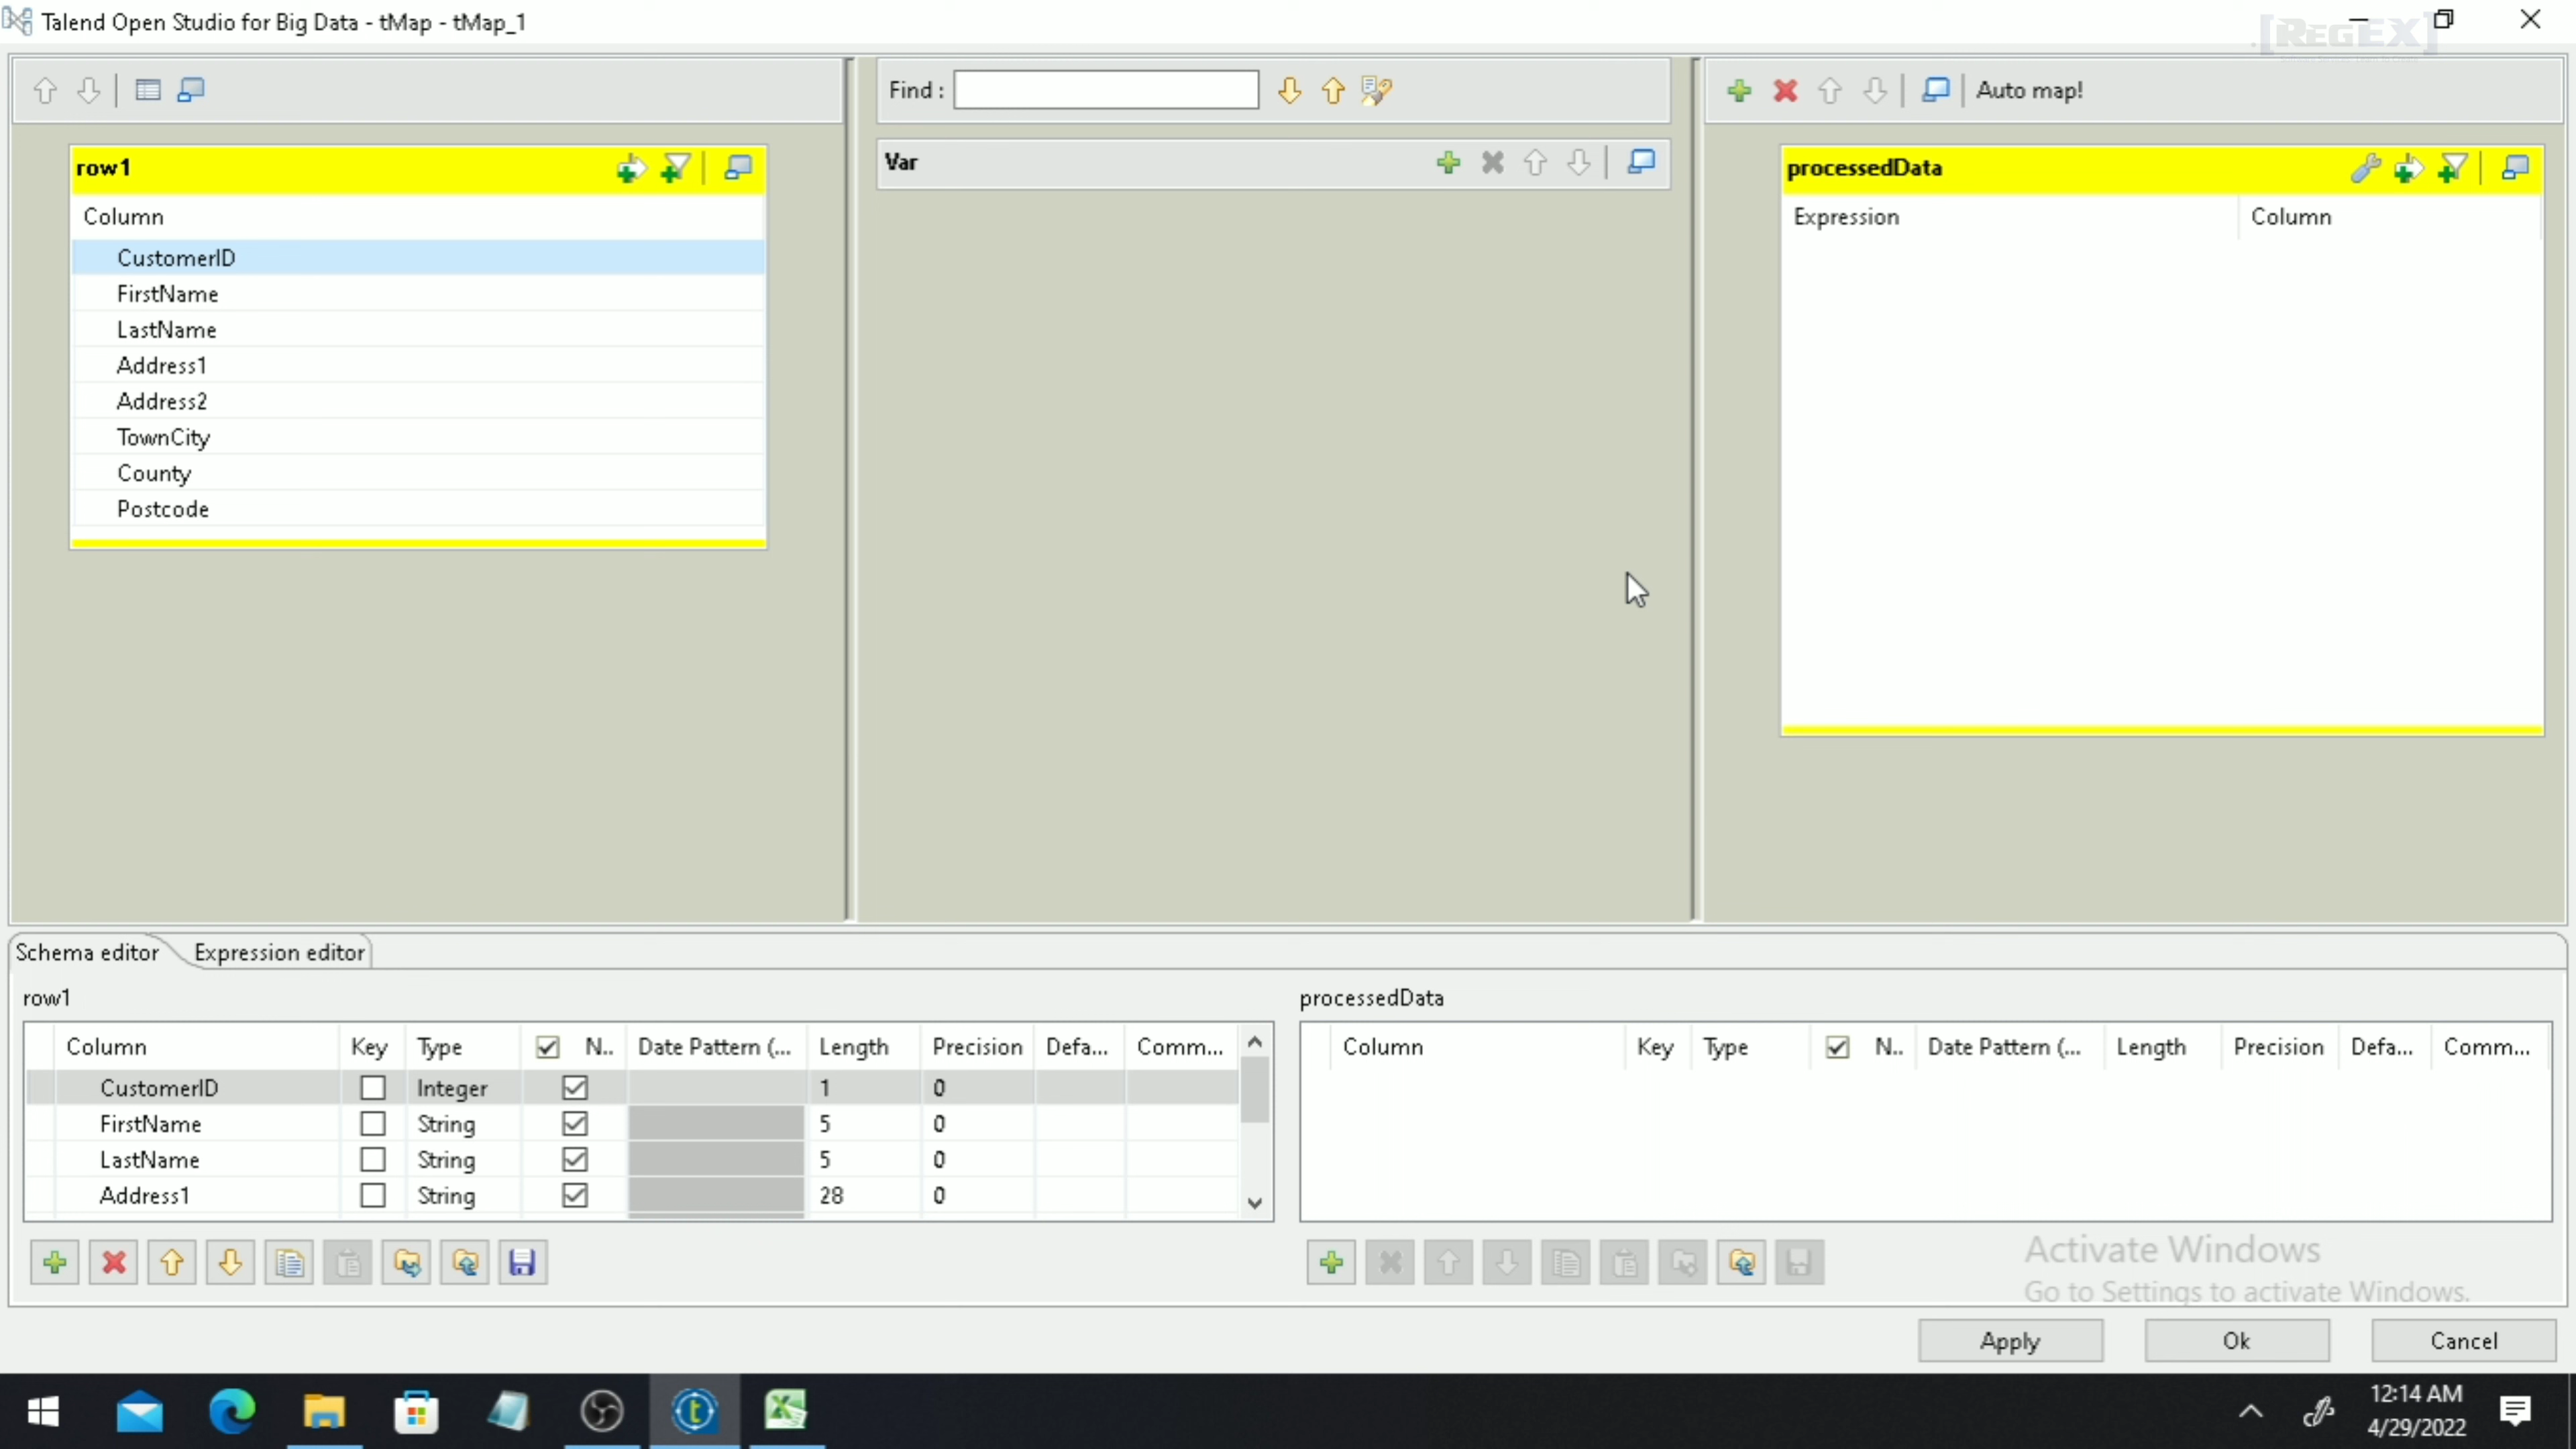 Talend Open Studio for Big Data - tMap - tMap_1
[REGEX]
Find :
Auto map!
row1
Var
processedData
Column
Expression
Column
CustomerID
FirstName
LastName
Address1
Address2
TownCity
County
Postcode
Schema editor
Expression editor
row1
Column Key Type N.. Date Pattern (... Length Precision Defa... Comm...
CustomerID Integer 1 0
FirstName String 5 0
LastName String 5 0
Address1 String 28 0
processedData
Column Key Type N.. Date Pattern (... Length Precision Defa... Comm...
Activate Windows
Go to Settings to activate Windows.
Apply
Ok
Cancel
12:14 AM
4/29/2022